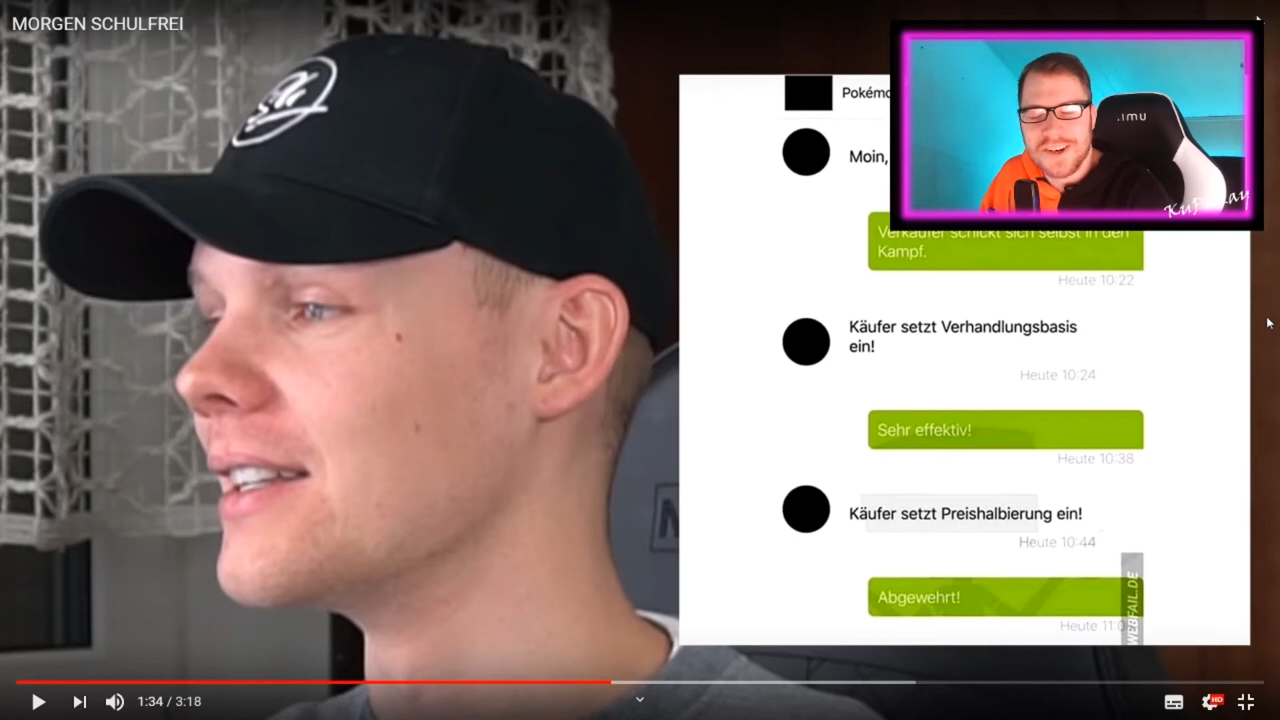 MORGEN SCHULFREI
Moin,
Verkäufer schickt sich selbst in den
Kampf.
Heute 10:22
Käufer setzt Verhandlungsbasis
ein!
Heute 10:24
Sehr effektiv!
Heute 10:38
Käufer setzt Preishalbierung ein!
Heute 10:44
Abgewehrt!
Heute
WEBFAIL.DE
1:34 / 3:18
HD